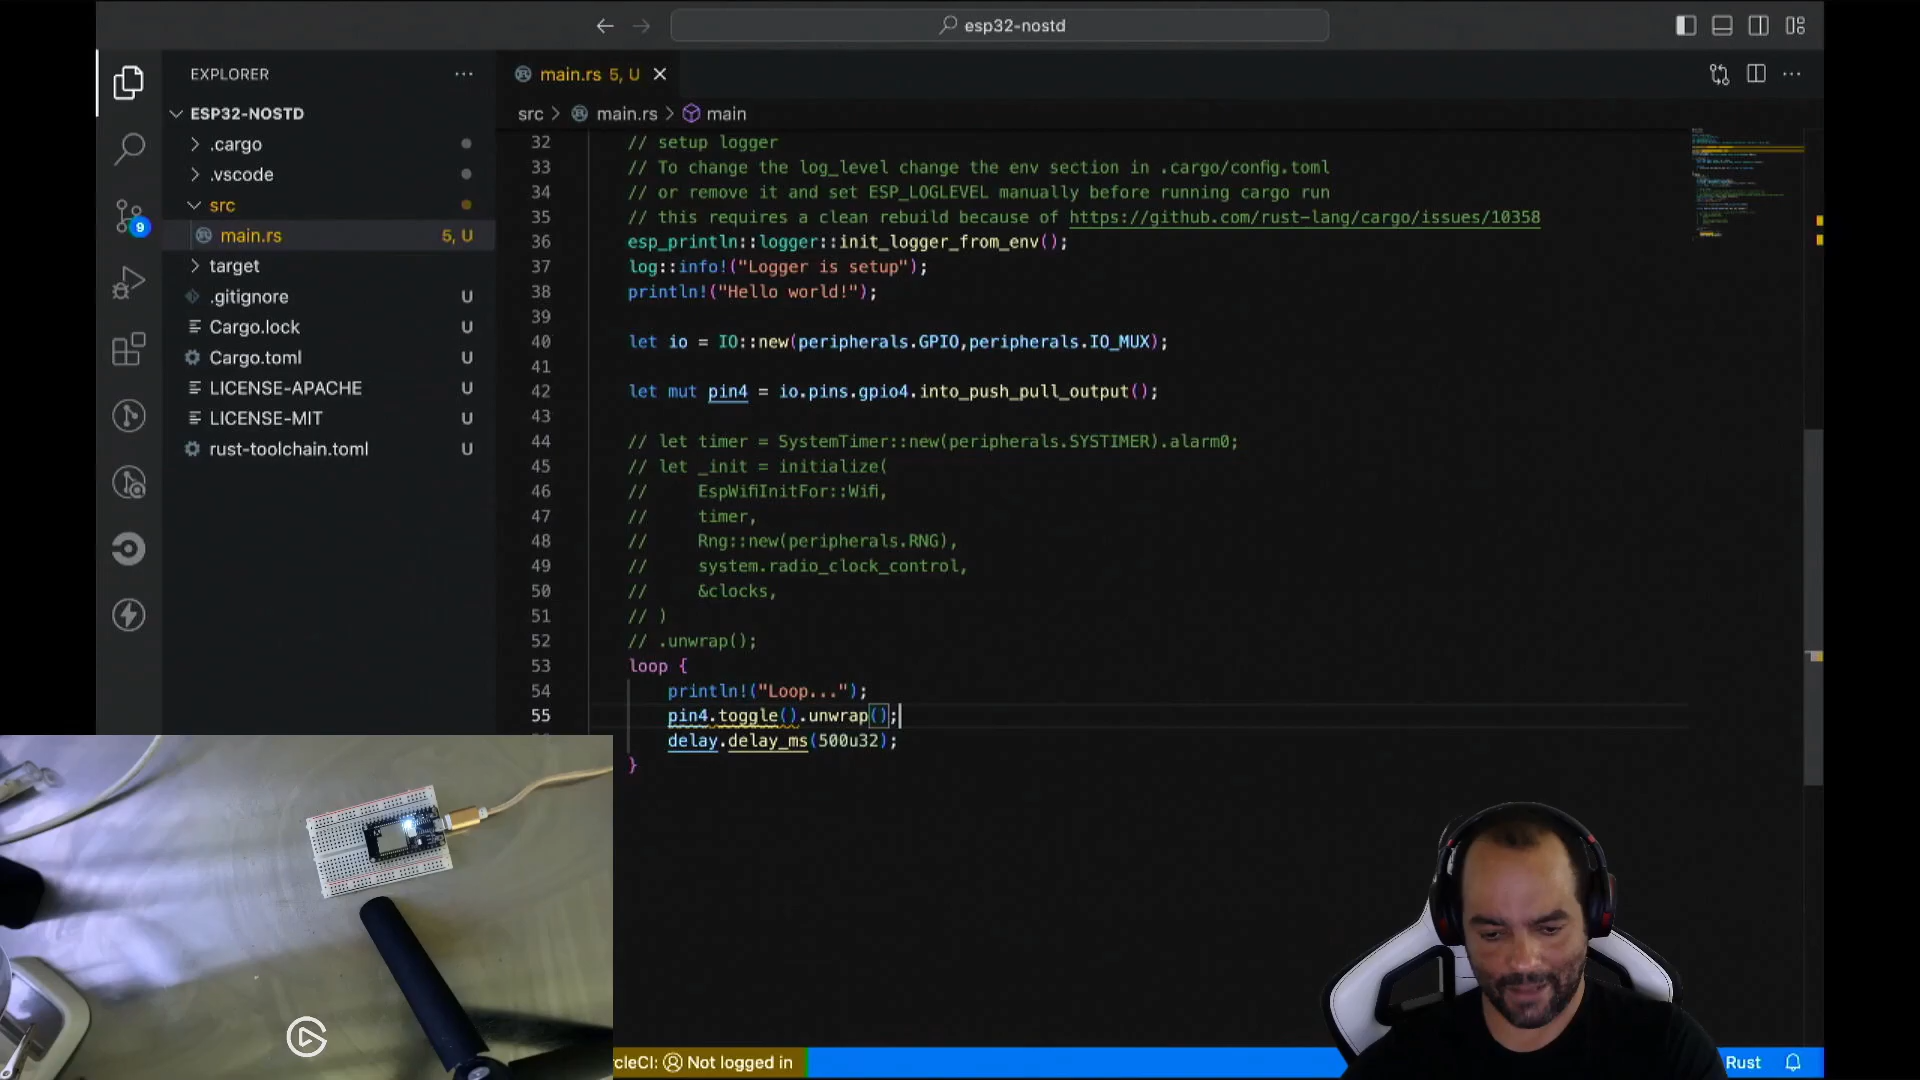 esp32-nostd
EXPLORER
main.rs 5, U
ESP32-NOSTD
src > main.rs > main
.cargo
.vscode
src
main.rs 5, U
target
.gitignore U
Cargo.lock U
Cargo.toml U
LICENSE-APACHE U
LICENSE-MIT U
rust-toolchain.toml U
9
32 // setup logger
33 // To change the log_level change the env section in .cargo/config.toml
34 // or remove it and set ESP_LOGLEVEL manually before running cargo run
35 // this requires a clean rebuild because of https://github.com/rust-lang/cargo/issues/10358
36 esp_println::logger::init_logger_from_env();
37 log::info!("Logger is setup");
38 println!("Hello world!");
39
40 let io = IO::new(peripherals.GPIO,peripherals.IO_MUX);
41
42 let mut pin4 = io.pins.gpio4.into_push_pull_output();
43
44 // let timer = SystemTimer::new(peripherals.SYSTIMER).alarm0;
45 // let _init = initialize(
46 // EspWifiInitFor::Wifi,
47 // timer,
48 // Rng::new(peripherals.RNG),
49 // system.radio_clock_control,
50 // &clocks,
51 // )
52 // .unwrap();
53 loop {
54 println!("Loop...");
55 pin4.toggle().unwrap();
delay.delay_ms(500u32);
}
cleCI: Not logged in
Rust